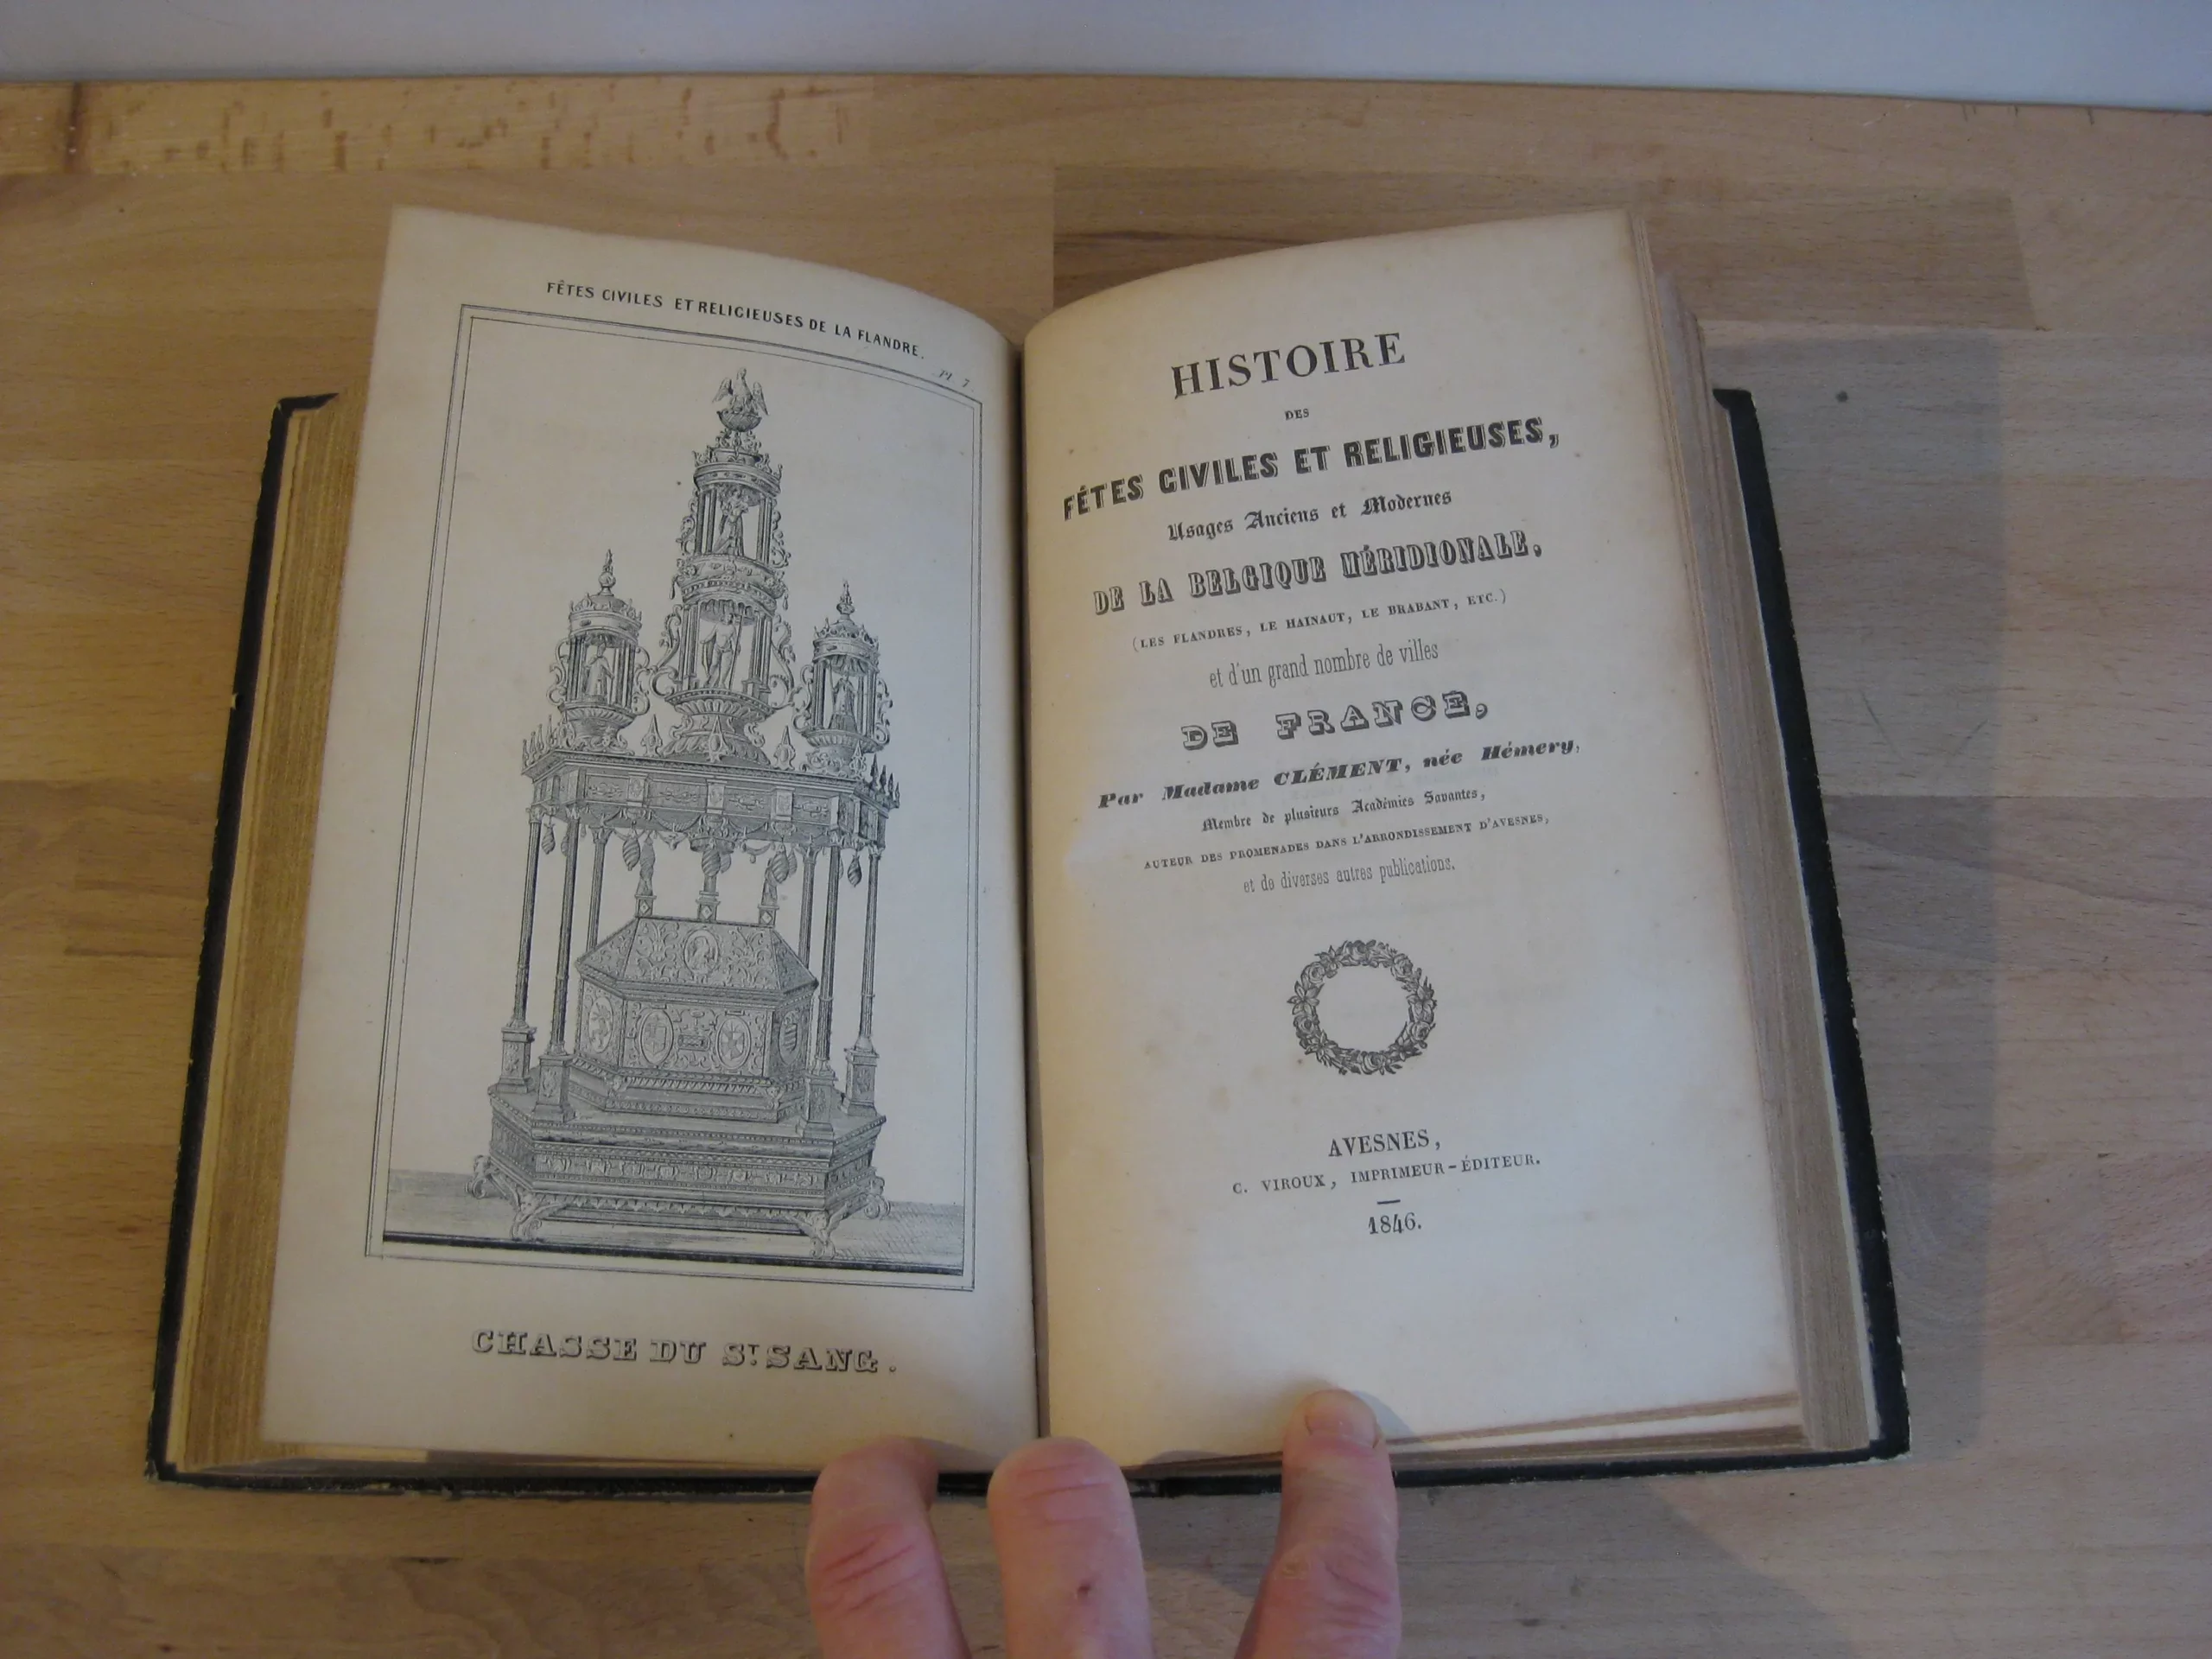 FÊTES CIVILES ET RELIGIEUSES DE LA FLANDRE.
Pl. 7.
CHASSE DU ST SANG.
HISTOIRE
DES
FÊTES CIVILES ET RELIGIEUSES,
Usages Anciens et Modernes
DE LA BELGIQUE MÉRIDIONALE,
(LES FLANDRES, LE HAINAUT, LE BRABANT, ETC.)
et d'un grand nombre de villes
DE FRANCE,
Par Madame CLÉMENT, née Hémery,
Membre de plusieurs Académies Savantes,
AUTEUR DES PROMENADES DANS L'ARRONDISSEMENT D'AVESNES,
et de diverses autres publications.
AVESNES,
C. VIROUX, IMPRIMEUR-ÉDITEUR.
1846.